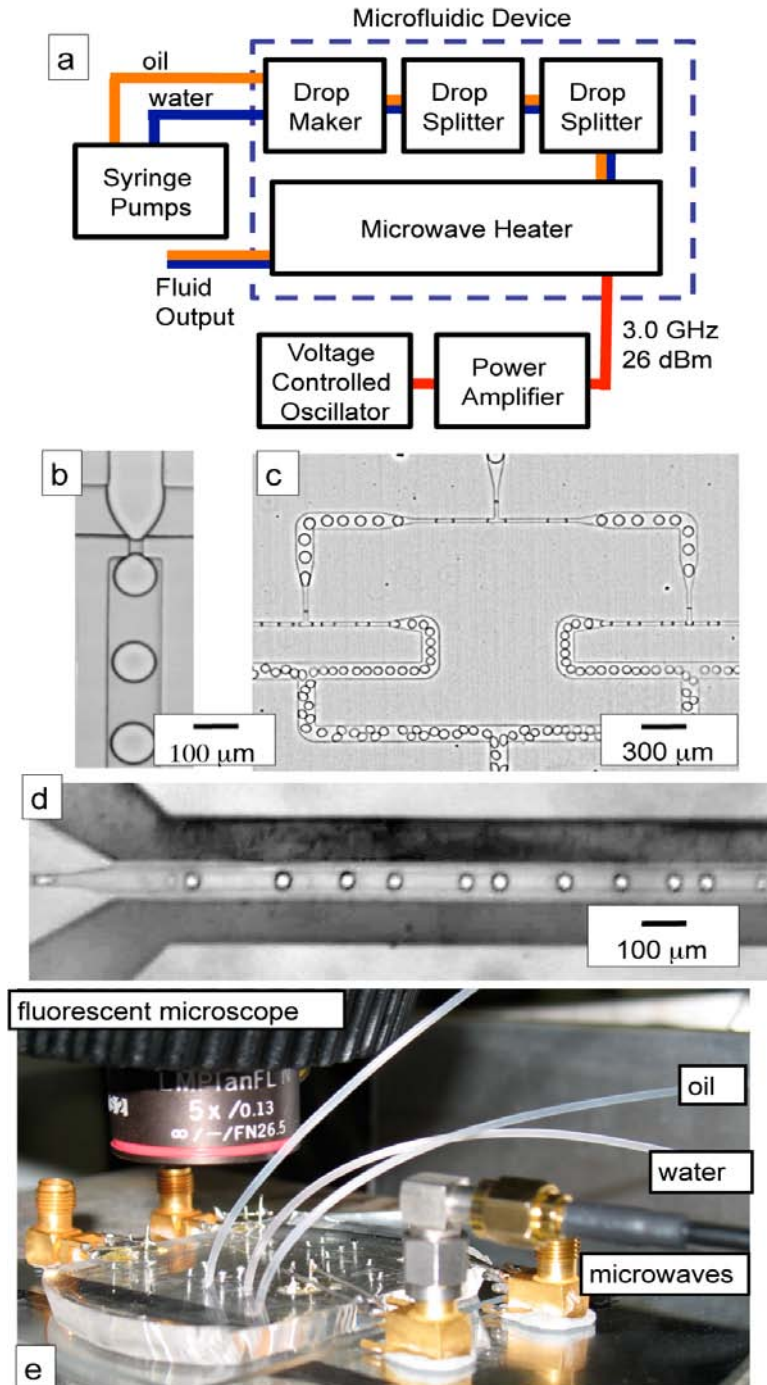 Microfluidic Device
a
oil
water
Syringe
Pumps
Drop
Maker
Drop
Splitter
Drop
Splitter
Microwave Heater
Fluid
Output
3.0 GHz
26 dBm
Voltage
Controlled
Oscillator
Power
Amplifier
b
100 μm
c
300 μm
d
100 μm
fluorescent microscope
LMPlanFL N
5x/0.13
∞/—/FN26.5
oil
water
microwaves
e